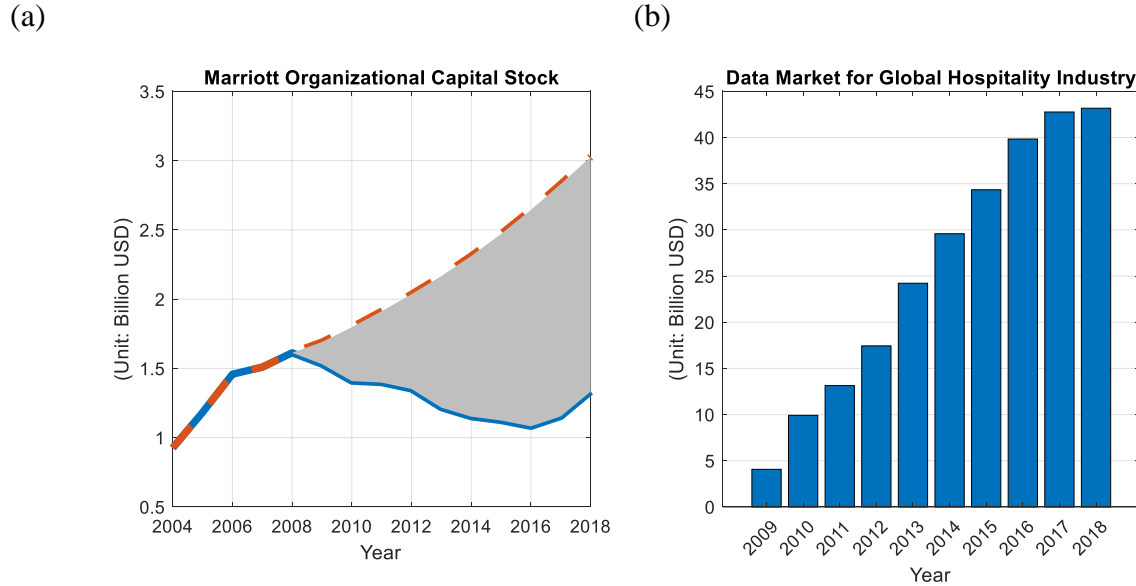 (a)
(b)
Marriott Organizational Capital Stock
3.5
3
2.5
2
1.5
1
0.5
(Unit: Billion USD)
2004 2006 2008 2010 2012 2014 2016 2018
Year
Data Market for Global Hospitality Industry
45
40
35
30
25
20
15
10
5
0
(Unit: Billion USD)
2009 2010 2011 2012 2013 2014 2015 2016 2017 2018
Year